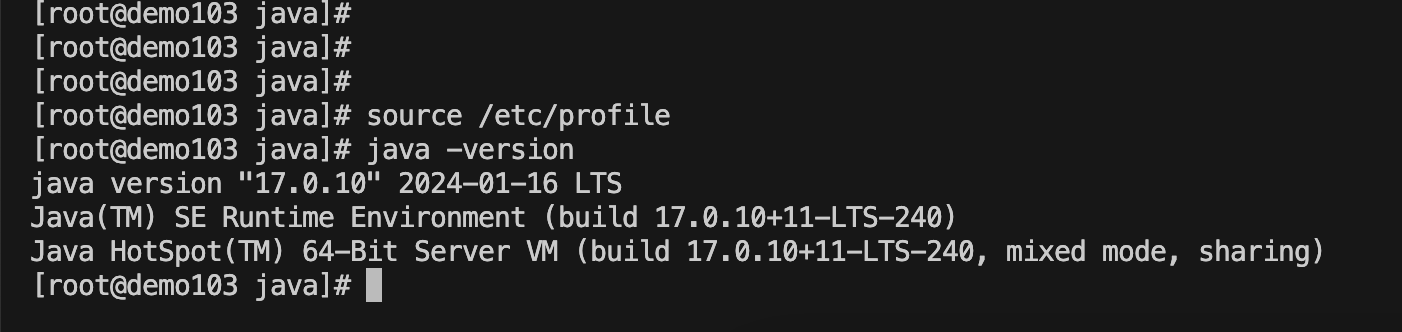 [root@demo103 java]#
[root@demo103 java]#
[root@demo103 java]#
[root@demo103 java]# source /etc/profile
[root@demo103 java]# java -version
java version "17.0.10" 2024-01-16 LTS
Java(TM) SE Runtime Environment (build 17.0.10+11-LTS-240)
Java HotSpot(TM) 64-Bit Server VM (build 17.0.10+11-LTS-240, mixed mode, sharing)
[root@demo103 java]#